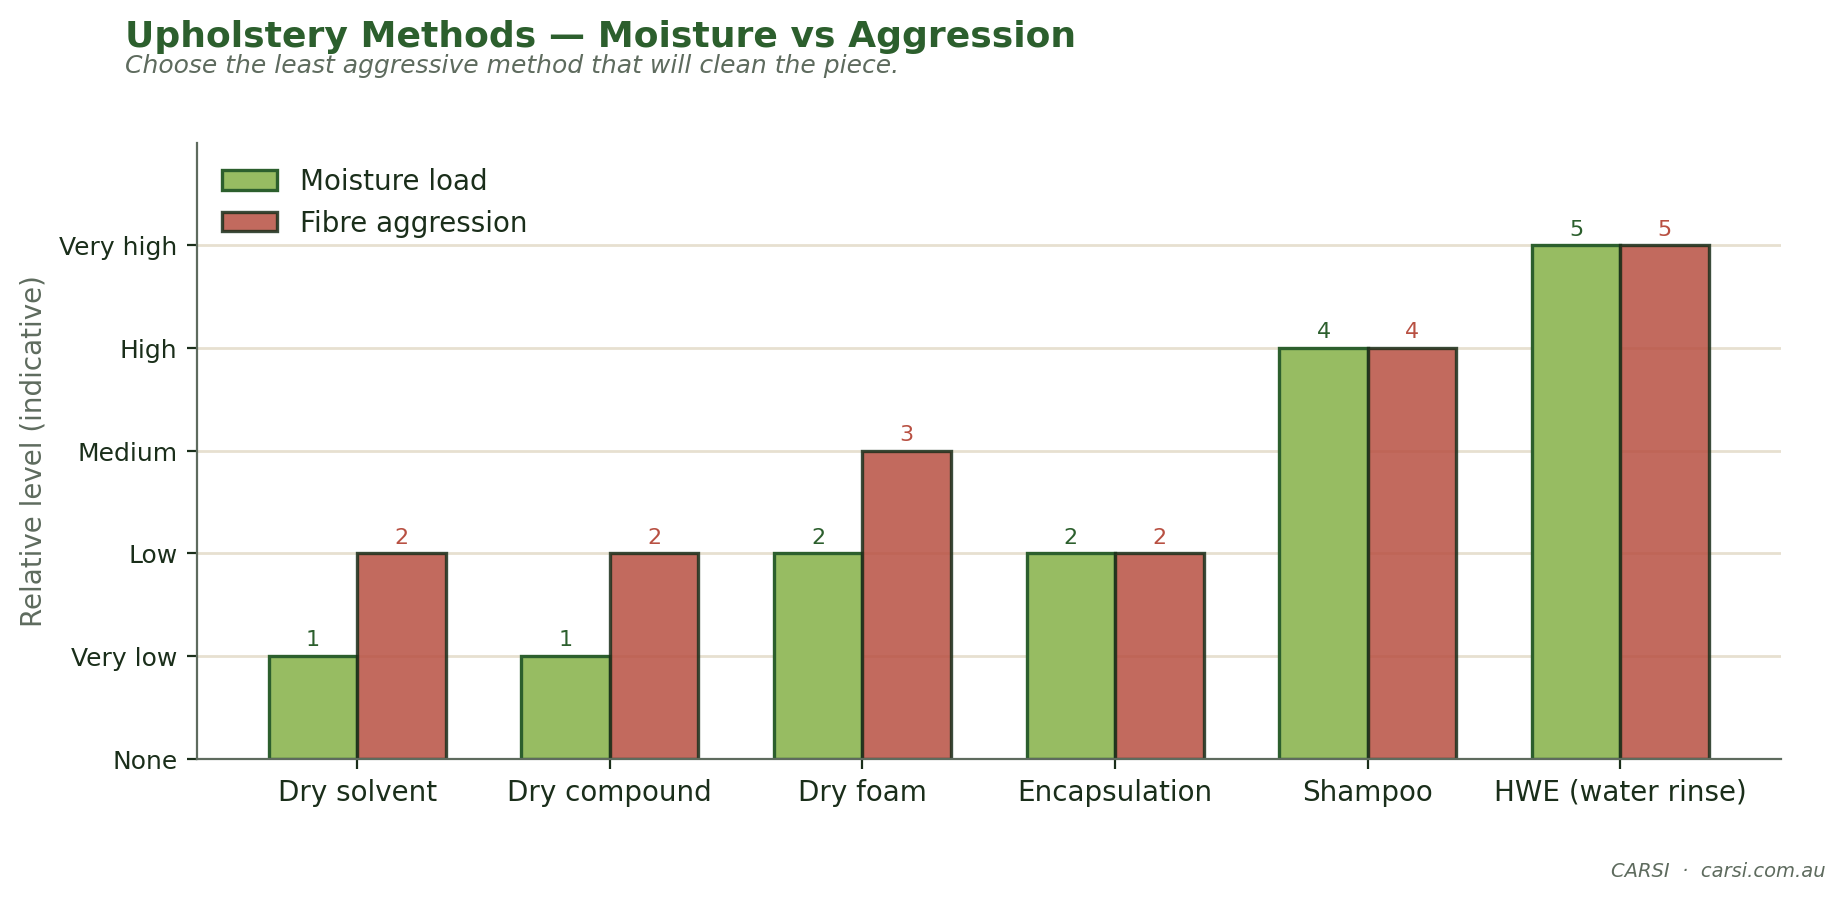 Upholstery Methods — Moisture vs Aggression
Choose the least aggressive method that will clean the piece.
Moisture load
Fibre aggression
Relative level (indicative)
Very high
High
Medium
Low
Very low
None
1 2 1 2 2 3 2 2 4 4 5 5
Dry solvent Dry compound Dry foam Encapsulation Shampoo HWE (water rinse)
CARSI · carsi.com.au